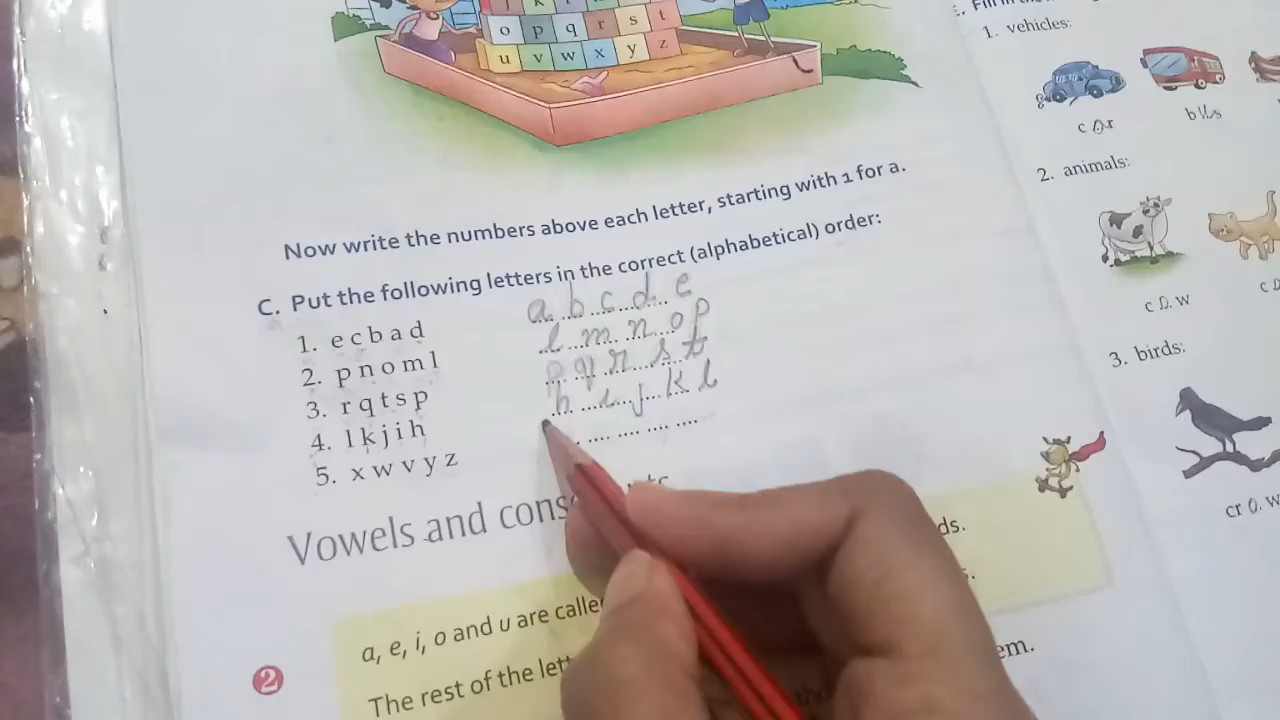 j k
o p q r s t
u v w x y z
Now write the numbers above each letter, starting with 1 for a.
C. Put the following letters in the correct (alphabetical) order:
1. e c b a d a b c d e
2. p n o m l l m n o p
3. r q t s p p q r s t
4. l k j i h h i j k l
5. x w v y z
Vowels and cons
2
a, e, i, o and u are calle ds.
The rest of the lett em.
1. vehicles:
c a r b u s
2. animals:
c o w c
3. birds:
cr o w